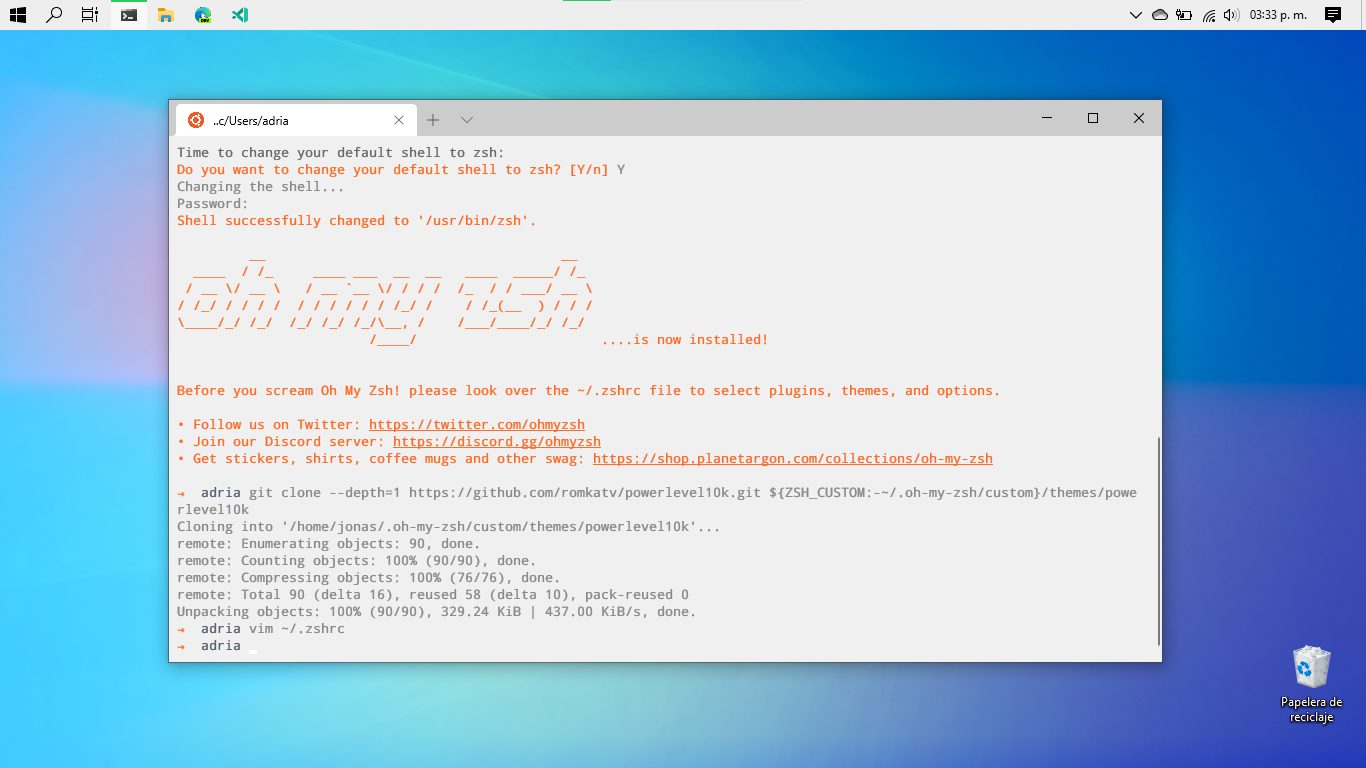 03:33 p. m.
..c/Users/adria
Time to change your default shell to zsh:
Do you want to change your default shell to zsh? [Y/n] Y
Changing the shell...
Password:
Shell successfully changed to '/usr/bin/zsh'.
        __                                     __
 ____  / /_     ____ ___  __  __   ____  _____/ /_
/ __ \/ __ \   / __ `__ \/ / / /  /_  / / ___/ __ \
/ /_/ / / / /  / / / / / / /_/ /    / /_(__  ) / / /
\____/_/ /_/  /_/ /_/ /_/\__, /    /___/____/_/ /_/
                        /____/                       ....is now installed!
Before you scream Oh My Zsh! please look over the ~/.zshrc file to select plugins, themes, and options.
• Follow us on Twitter: https://twitter.com/ohmyzsh
• Join our Discord server: https://discord.gg/ohmyzsh
• Get stickers, shirts, coffee mugs and other swag: https://shop.planetargon.com/collections/oh-my-zsh
→  adria git clone --depth=1 https://github.com/romkatv/powerlevel10k.git ${ZSH_CUSTOM:-~/.oh-my-zsh/custom}/themes/powe
rlevel10k
Cloning into '/home/jonas/.oh-my-zsh/custom/themes/powerlevel10k'...
remote: Enumerating objects: 90, done.
remote: Counting objects: 100% (90/90), done.
remote: Compressing objects: 100% (76/76), done.
remote: Total 90 (delta 16), reused 58 (delta 10), pack-reused 0
Unpacking objects: 100% (90/90), 329.24 KiB | 437.00 KiB/s, done.
→  adria vim ~/.zshrc
→  adria
Papelera de
reciclaje